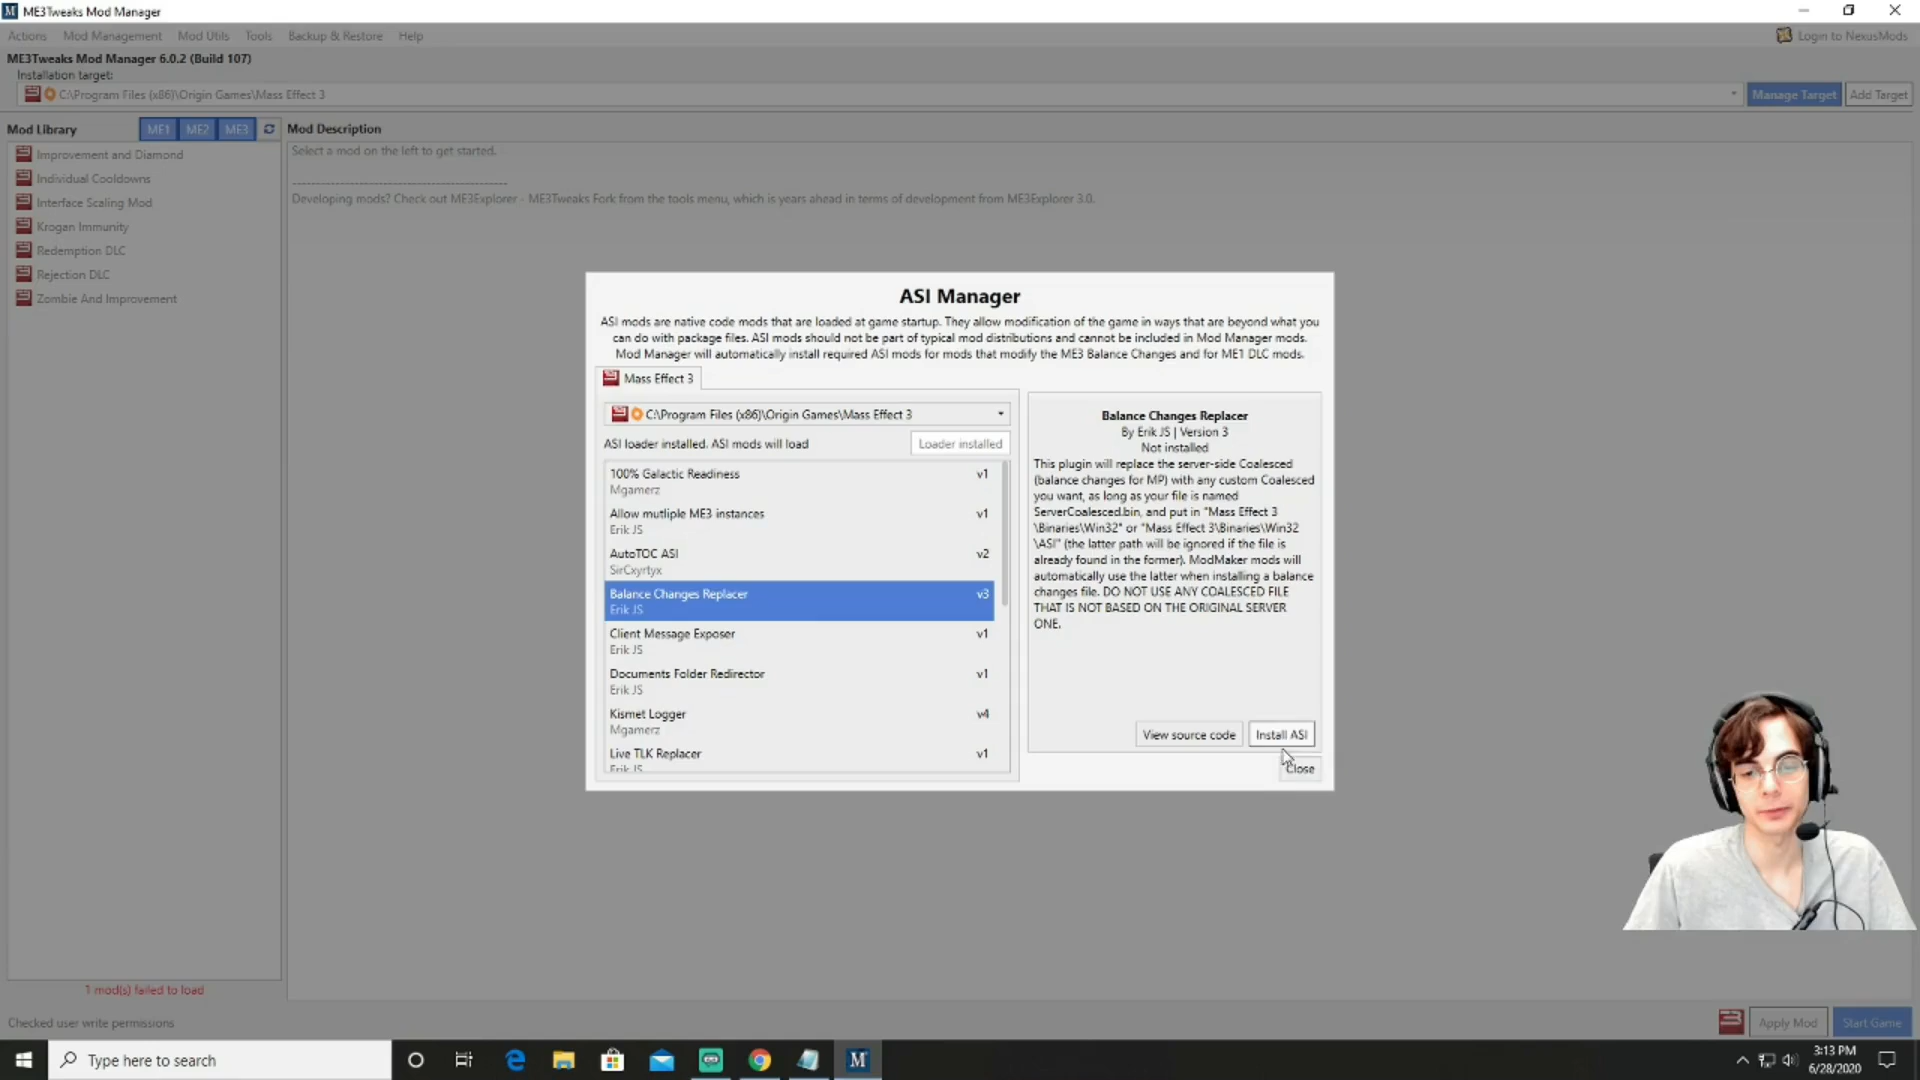 ME3Tweaks Mod Manager
Actions Mod Management Mod Utils Tools Backup & Restore Help
Login to NexusMods
ME3Tweaks Mod Manager 6.0.2 (Build 107)
Installation target:
C:\Program Files (x86)\Origin Games\Mass Effect 3
Manage Target
Add Target
Mod Library
ME1 ME2 ME3
Mod Description
Improvement and Diamond
Individual Cooldowns
Interface Scaling Mod
Krogan Immunity
Redemption DLC
Rejection DLC
Zombie And Improvement
Select a mod on the left to get started.
------------------------------------------------
Developing mods? Check out ME3Explorer - ME3Tweaks Fork from the tools menu, which is years ahead in terms of development from ME3Explorer 3.0.
ASI Manager
ASI mods are native code mods that are loaded at game startup. They allow modification of the game in ways that are beyond what you
can do with package files. ASI mods should not be part of typical mod distributions and cannot be included in Mod Manager mods.
Mod Manager will automatically install required ASI mods for mods that modify the ME3 Balance Changes and for ME1 DLC mods.
Mass Effect 3
C:\Program Files (x86)\Origin Games\Mass Effect 3
ASI loader installed. ASI mods will load
Loader installed
100% Galactic Readiness v1
Mgamerz
Allow mutliple ME3 instances v1
Erik JS
AutoTOC ASI v2
SirCxyrtyx
Balance Changes Replacer v3
Erik JS
Client Message Exposer v1
Erik JS
Documents Folder Redirector v1
Erik JS
Kismet Logger v4
Mgamerz
Live TLK Replacer v1
Erik JS
Balance Changes Replacer
By Erik JS | Version 3
Not installed
This plugin will replace the server-side Coalesced
(balance changes for MP) with any custom Coalesced
you want, as long as your file is named
ServerCoalesced.bin, and put in "Mass Effect 3
\Binaries\Win32" or "Mass Effect 3\Binaries\Win32
\ASI" (the latter path will be ignored if the file is
already found in the former). ModMaker mods will
automatically use the latter when installing a balance
changes file. DO NOT USE ANY COALESCED FILE
THAT IS NOT BASED ON THE ORIGINAL SERVER
ONE.
View source code
Install ASI
Close
1 mod(s) failed to load
Checked user write permissions
Apply Mod
Start Game
Type here to search
3:13 PM
6/28/2020